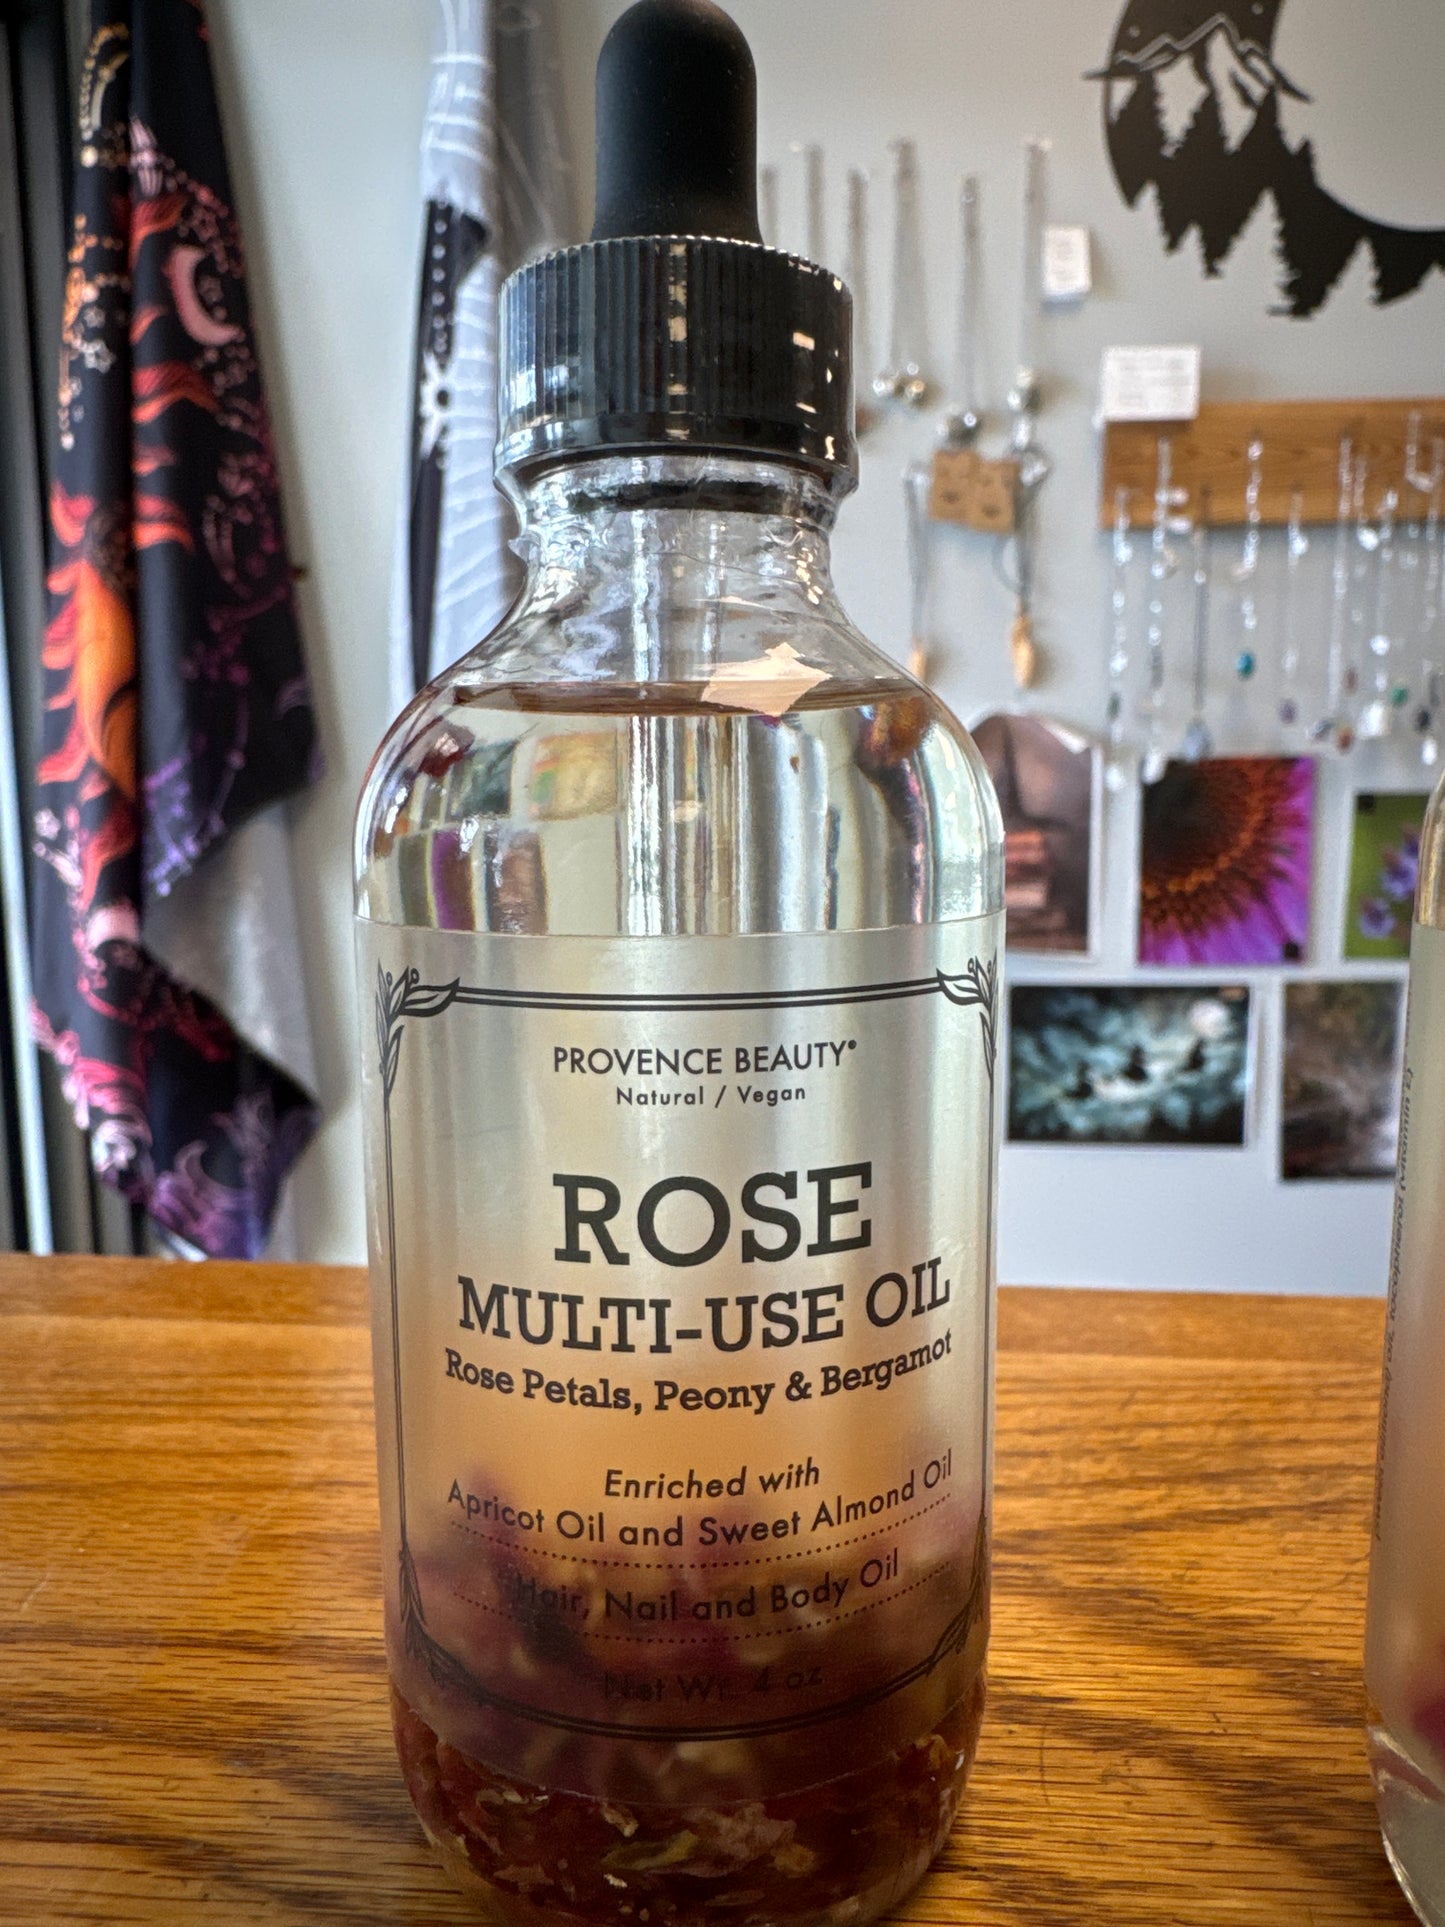 PROVENCE BEAUTY®
Natural / Vegan
ROSE
MULTI-USE OIL
Rose Petals, Peony & Bergamot
Enriched with
Apricot Oil and Sweet Almond Oil
Hair, Nail and Body Oil
Net Wt. 4 oz